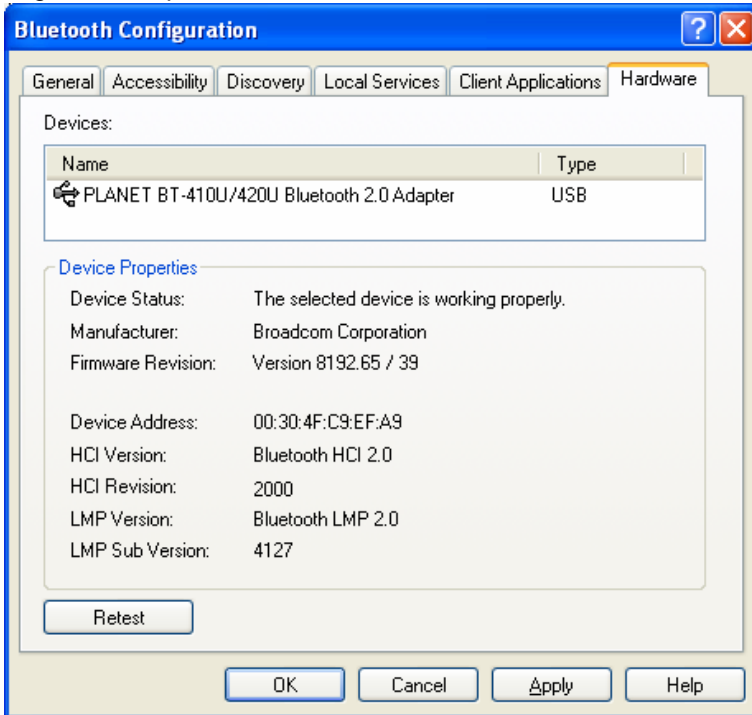 Bluetooth Configuration
General Accessibility Discovery Local Services Client Applications Hardware
Devices:
Name Type
PLANET BT-410U/420U Bluetooth 2.0 Adapter USB
Device Properties
Device Status: The selected device is working properly.
Manufacturer: Broadcom Corporation
Firmware Revision: Version 8192.65 / 39
Device Address: 00:30:4F:C9:EF:A9
HCI Version: Bluetooth HCI 2.0
HCI Revision: 2000
LMP Version: Bluetooth LMP 2.0
LMP Sub Version: 4127
Retest
OK Cancel Apply Help